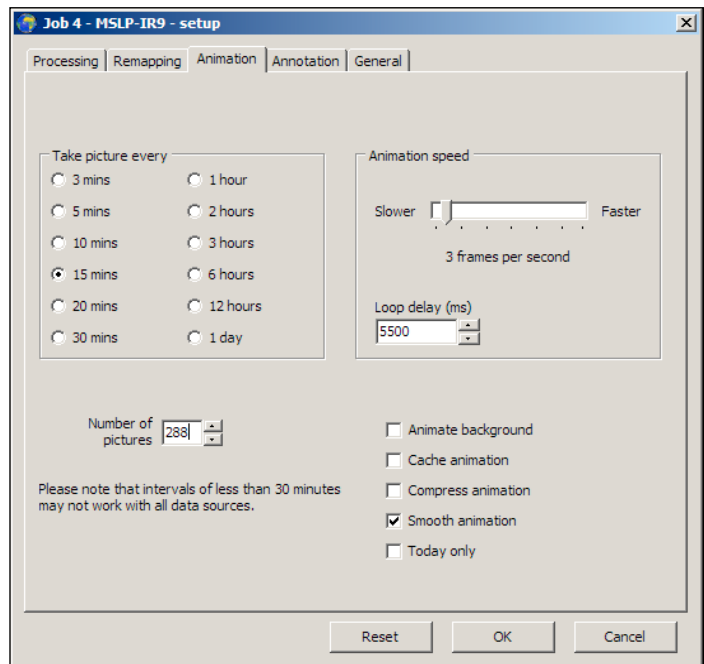 Job 4 - MSLP-IR9 - setup
Processing Remapping Animation Annotation General
Take picture every
3 mins
5 mins
10 mins
15 mins
20 mins
30 mins
1 hour
2 hours
3 hours
6 hours
12 hours
1 day
Animation speed
Slower Faster
3 frames per second
Loop delay (ms)
5500
Number of
pictures
288
Please note that intervals of less than 30 minutes
may not work with all data sources.
Animate background
Cache animation
Compress animation
Smooth animation
Today only
Reset OK Cancel